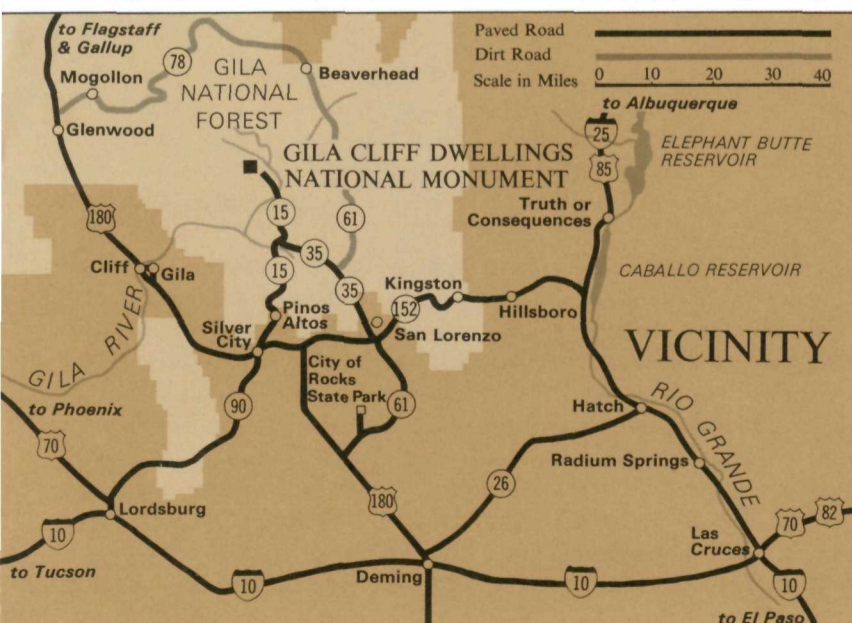 to Flagstaff
& Gallup
78
Mogollon
GILA
NATIONAL
FOREST
Beaverhead
Glenwood
Paved Road
Dirt Road
Scale in Miles
0 10 20 30 40
to Albuquerque
25
85
ELEPHANT BUTTE
RESERVOIR
GILA CLIFF DWELLINGS
NATIONAL MONUMENT
180
15
61
35
15
35
Truth or
Consequences
Cliff
Gila
CABALLO RESERVOIR
Kingston
152
Hillsboro
Pinos
Altos
Silver
City
San Lorenzo
VICINITY
GILA RIVER
City of
Rocks
State Park
to Phoenix
90
61
Hatch
RIO GRANDE
70
Radium Springs
26
180
Lordsburg
70
82
Las
Cruces
10
to Tucson
10
Deming
10
10
to El Paso